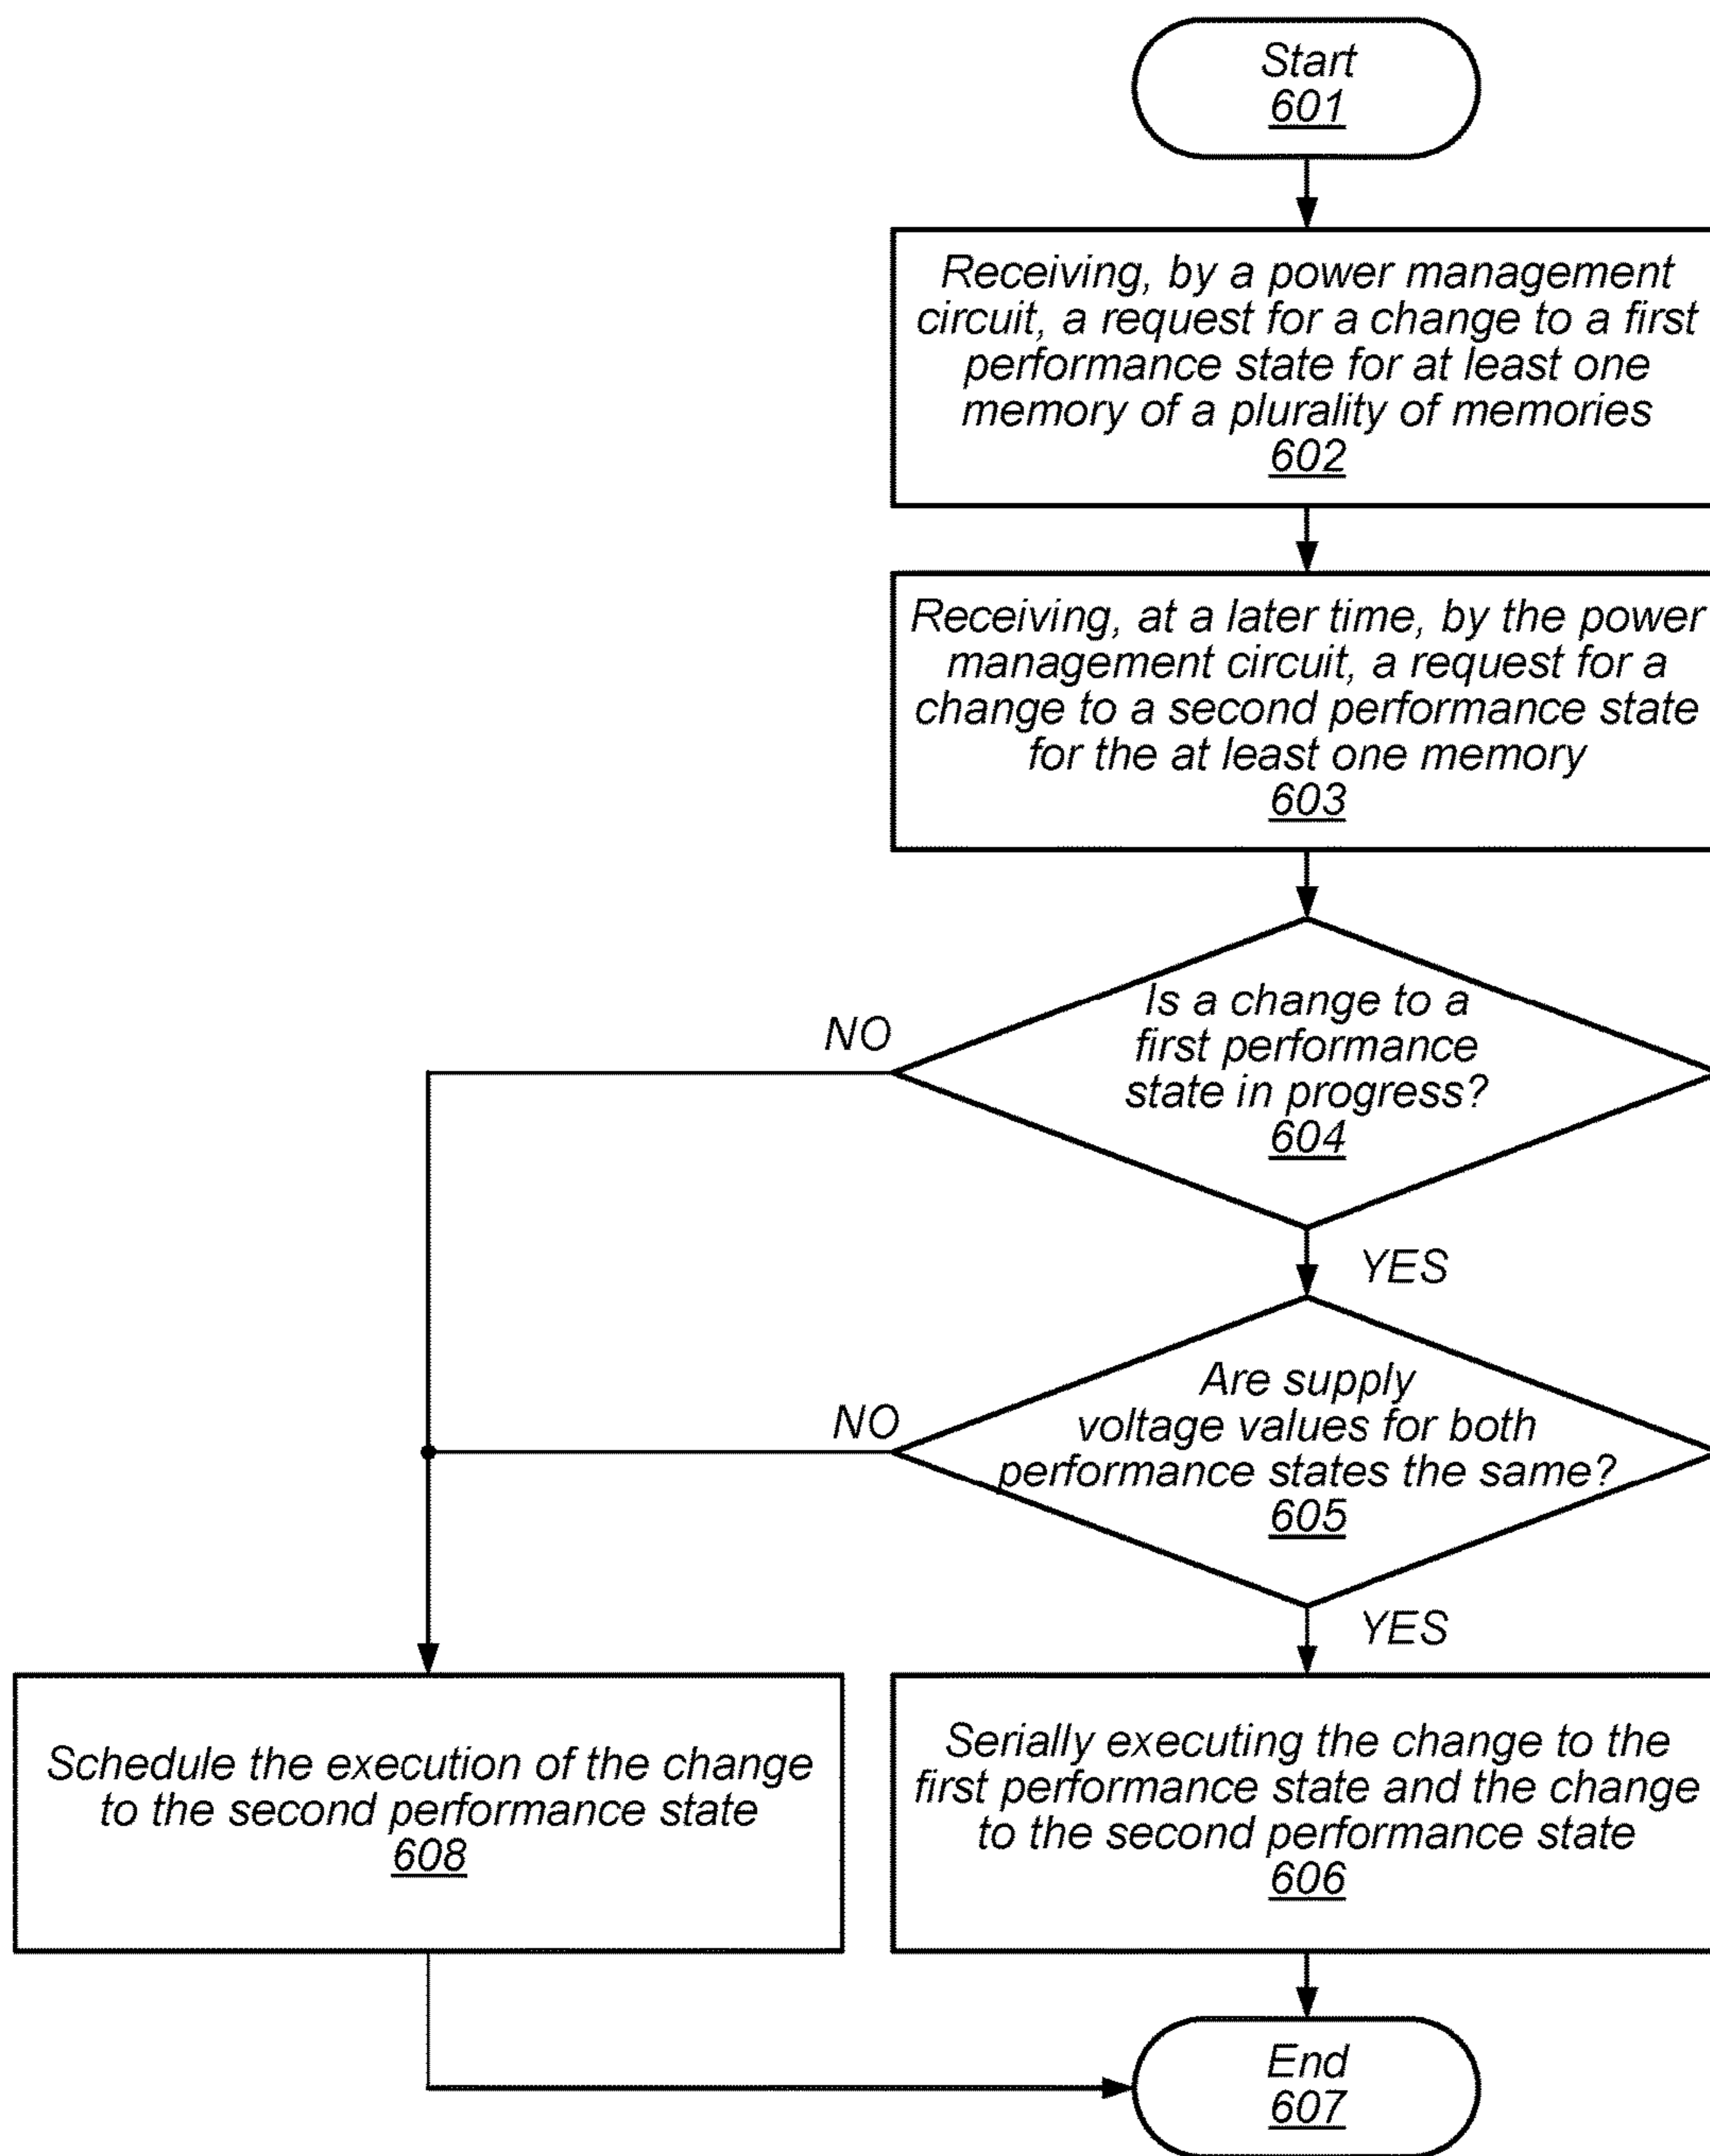 Start
601
Receiving, by a power management
circuit, a request for a change to a first
performance state for at least one
memory of a plurality of memories
602
Receiving, at a later time, by the power
management circuit, a request for a
change to a second performance state
for the at least one memory
603
Is a change to a
first performance
state in progress?
604
NO
YES
Are supply
voltage values for both
performance states the same?
605
NO
YES
Schedule the execution of the change
to the second performance state
608
Serially executing the change to the
first performance state and the change
to the second performance state
606
End
607